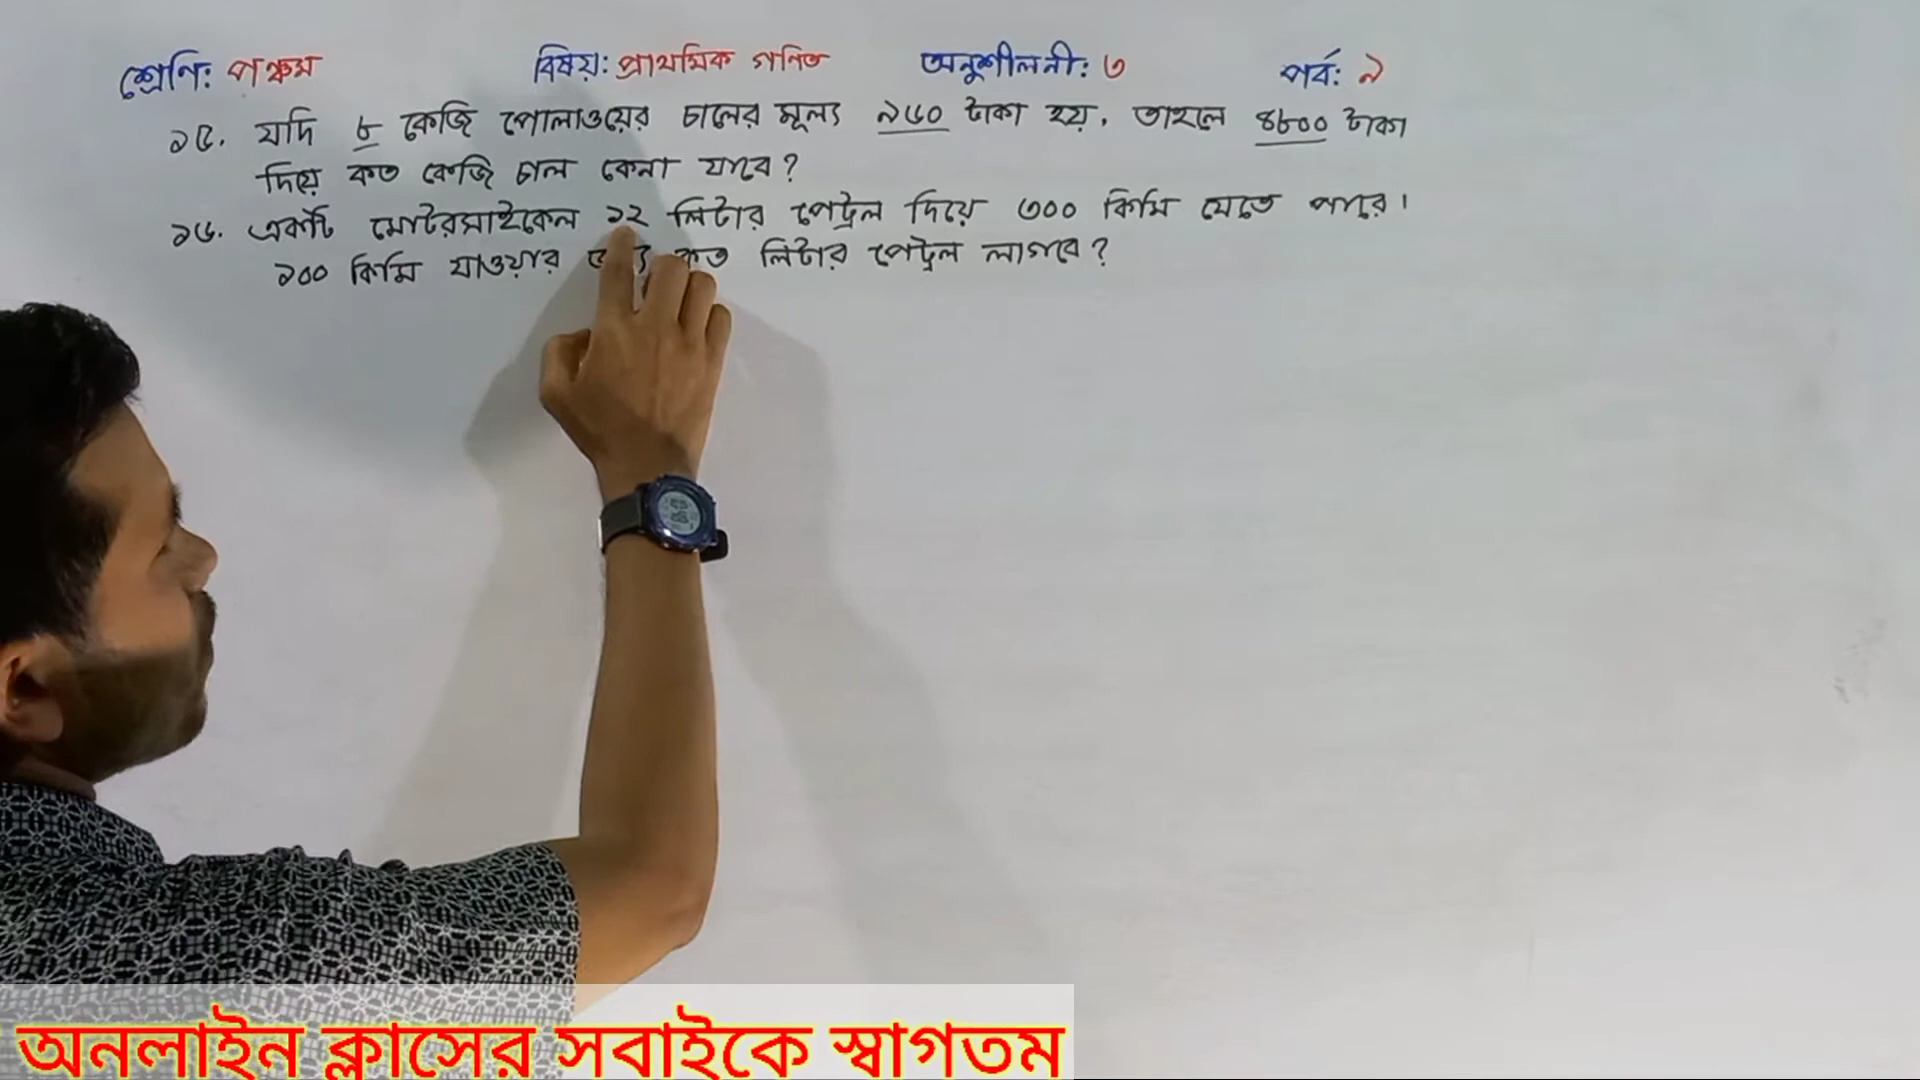 শ্রেণি: পঞ্চম বিষয়: প্রাথমিক গণিত অনুশীলনী: ৩ পর্ব: ৯
১৫. যদি ৮ কেজি পোলাওয়ের চালের মূল্য ৯৬০ টাকা হয়, তাহলে ৪৮০০ টাকা
দিয়ে কত কেজি চাল কেনা যাবে?
১৬. একটি মোটরসাইকেল ১২ লিটার পেট্রল দিয়ে ৩০০ কিমি যেতে পারে।
১০০ কিমি যাওয়ার কত লিটার পেট্রল লাগবে?
অনলাইন ক্লাসের সবাইকে স্বাগতম